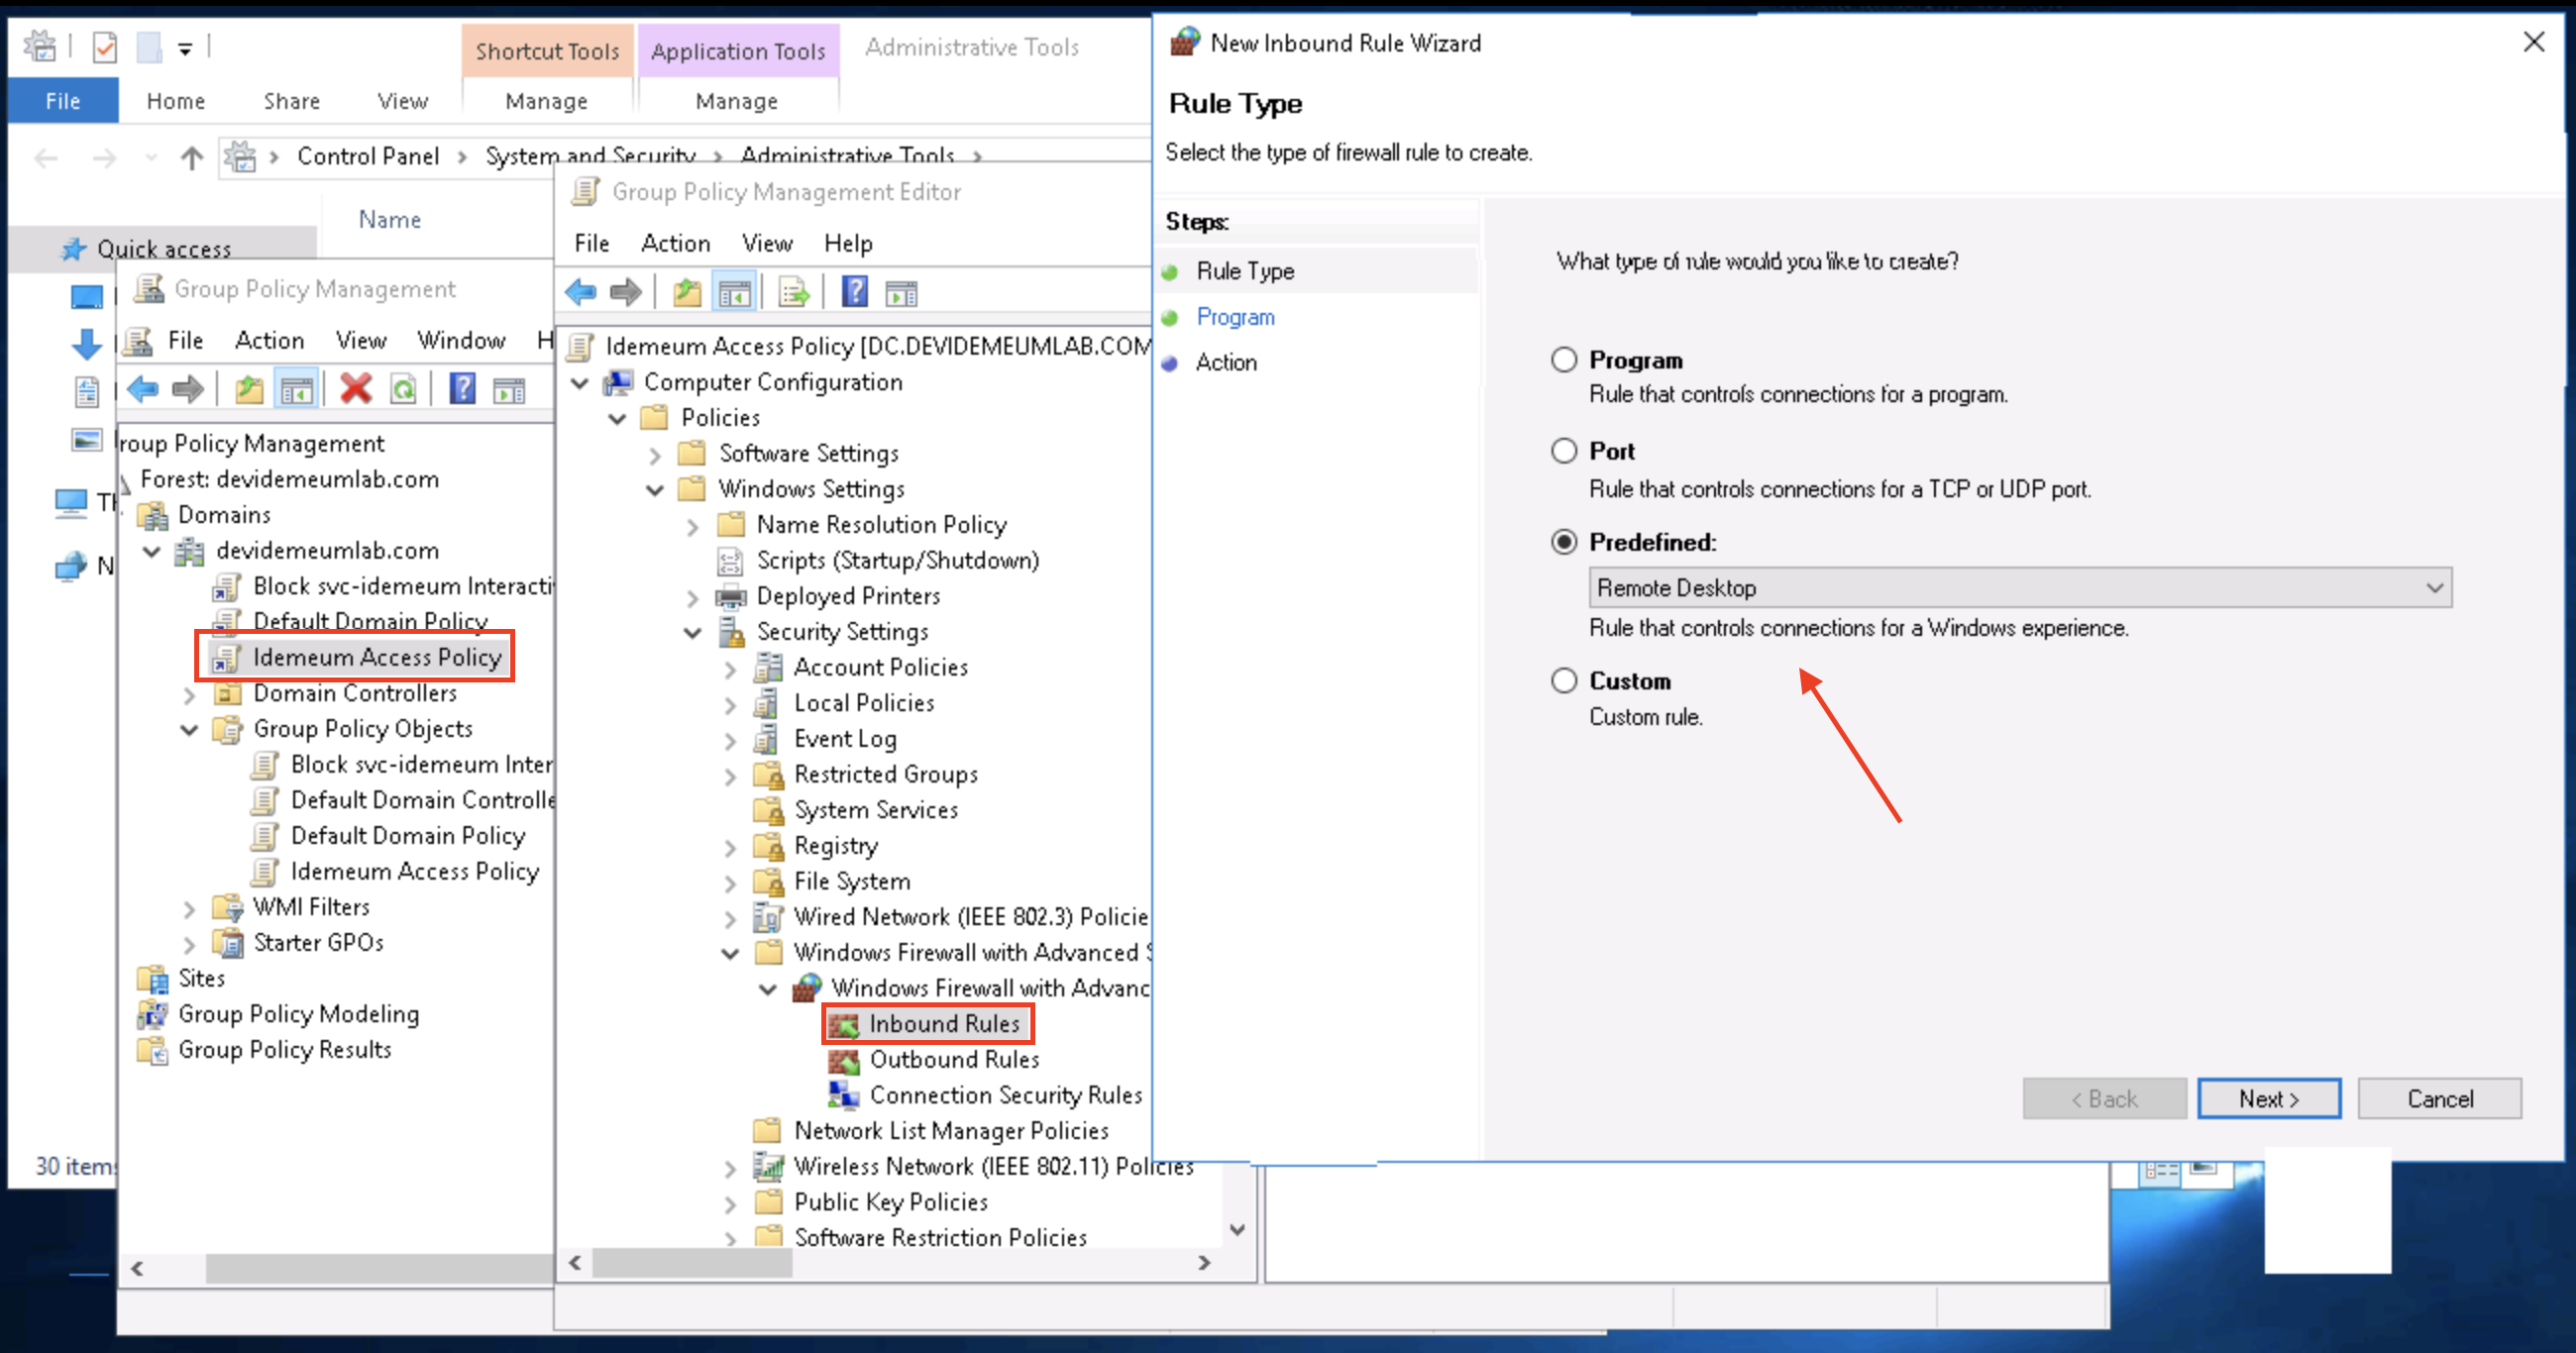 Shortcut Tools
Application Tools
Administrative Tools
File
Home
Share
View
Manage
Manage
Control Panel > System and Security > Administrative Tools >
Name
Quick access
30 items
Group Policy Management
File Action View Window H
roup Policy Management
Forest: devidemeumlab.com
Domains
devidemeumlab.com
Block svc-idemeum Interacti
Default Domain Policy
Idemeum Access Policy
Domain Controllers
Group Policy Objects
Block svc-idemeum Inter
Default Domain Controlle
Default Domain Policy
Idemeum Access Policy
WMI Filters
Starter GPOs
Sites
Group Policy Modeling
Group Policy Results
Group Policy Management Editor
File Action View Help
Idemeum Access Policy [DC.DEVIDEMEUMLAB.COM
Computer Configuration
Policies
Software Settings
Windows Settings
Name Resolution Policy
Scripts (Startup/Shutdown)
Deployed Printers
Security Settings
Account Policies
Local Policies
Event Log
Restricted Groups
System Services
Registry
File System
Wired Network (IEEE 802.3) Policie
Windows Firewall with Advanced S
Windows Firewall with Advanc
Inbound Rules
Outbound Rules
Connection Security Rules
Network List Manager Policies
Wireless Network (IEEE 802.11) Policies
Public Key Policies
Software Restriction Policies
New Inbound Rule Wizard
Rule Type
Select the type of firewall rule to create.
Steps:
Rule Type
Program
Action
What type of rule would you like to create?
Program
Rule that controls connections for a program.
Port
Rule that controls connections for a TCP or UDP port.
Predefined:
Remote Desktop
Rule that controls connections for a Windows experience.
Custom
Custom rule.
< Back
Next >
Cancel